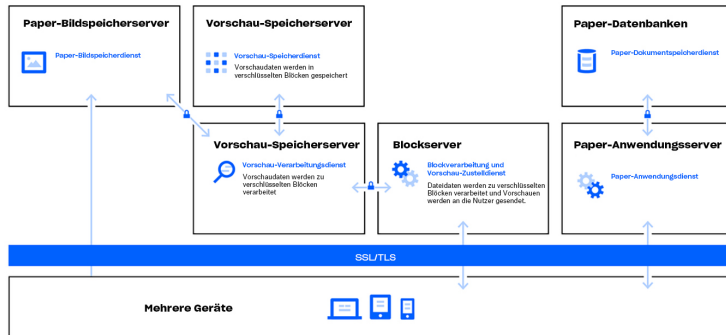 Paper-Bildspeicherserver
Paper-Bildspeicherdienst
Vorschau-Speicherserver
Vorschau-Speicherdienst
Vorschaudaten werden in
verschlüsselten Blöcken gespeichert
Paper-Datenbanken
Paper-Dokumentspeicherdienst
Vorschau-Speicherserver
Vorschau-Verarbeitungsdienst
Vorschaudaten werden zu
verschlüsselten Blöcken
verarbeitet
Blockserver
Blockverarbeitung und
Vorschau-Zustelldienst
Dateidaten werden zu verschlüsselten
Blöcken verarbeitet und Vorschauen
werden an die Nutzer gesendet.
Paper-Anwendungsserver
Paper-Anwendungsdienst
SSL/TLS
Mehrere Geräte